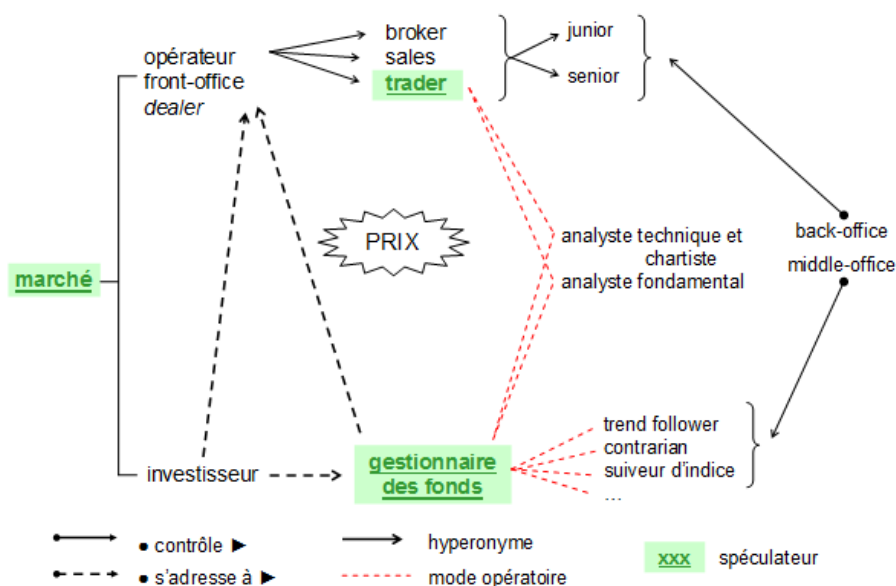 opérateur
front-office
dealer
broker
sales
trader
junior
senior
PRIX
analyste technique et
chartiste
analyste fondamental
back-office
middle-office
marché
investisseur
gestionnaire
des fonds
trend follower
contrarian
suiveur d'indice
...
● contrôle ►
hyperonyme
xxx spéculateur
● s'adresse à ►
mode opératoire